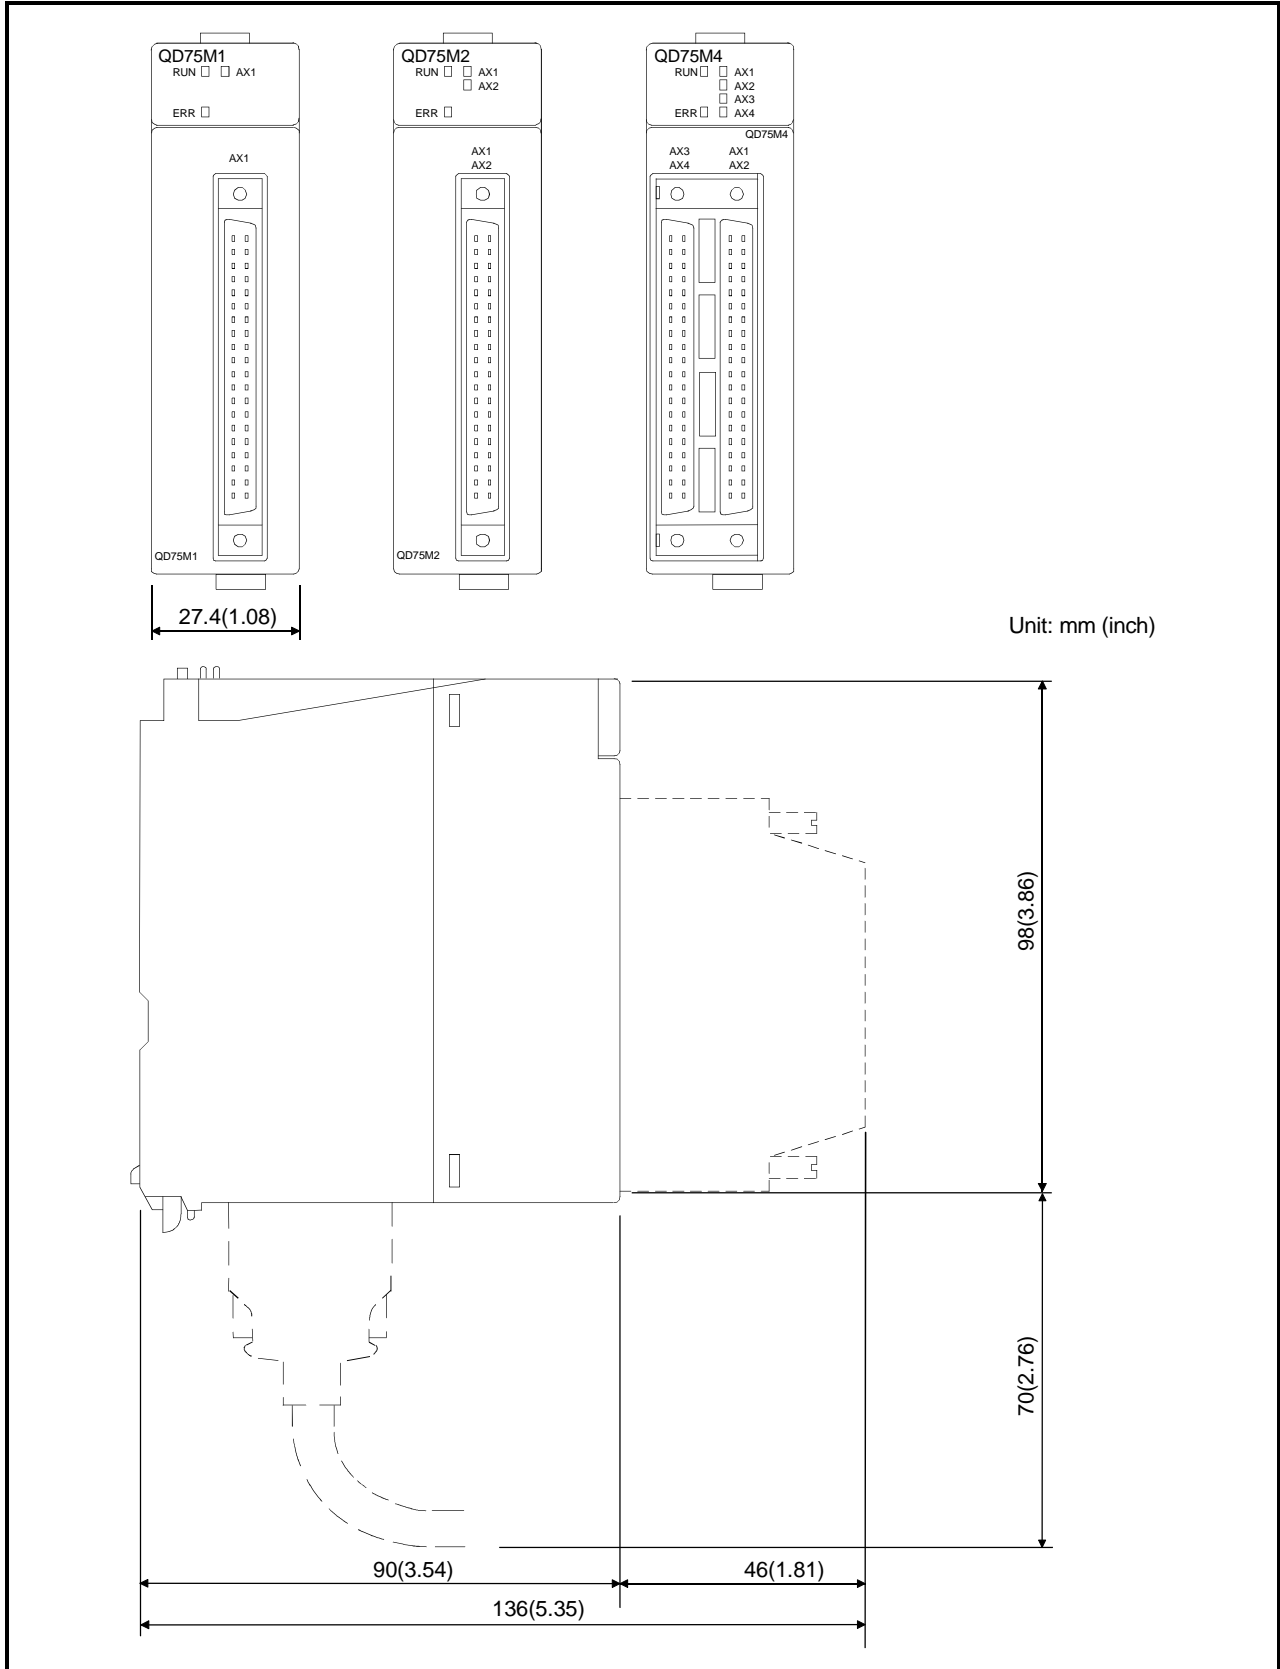 QD75M1
RUN AX1
ERR
AX1
QD75M1
27.4(1.08)
QD75M2
RUN AX1
AX2
ERR
AX1
AX2
QD75M2
QD75M4
RUN AX1
AX2
AX3
ERR AX4
QD75M4
AX3 AX1
AX4 AX2
Unit: mm (inch)
98(3.86)
70(2.76)
90(3.54)
46(1.81)
136(5.35)